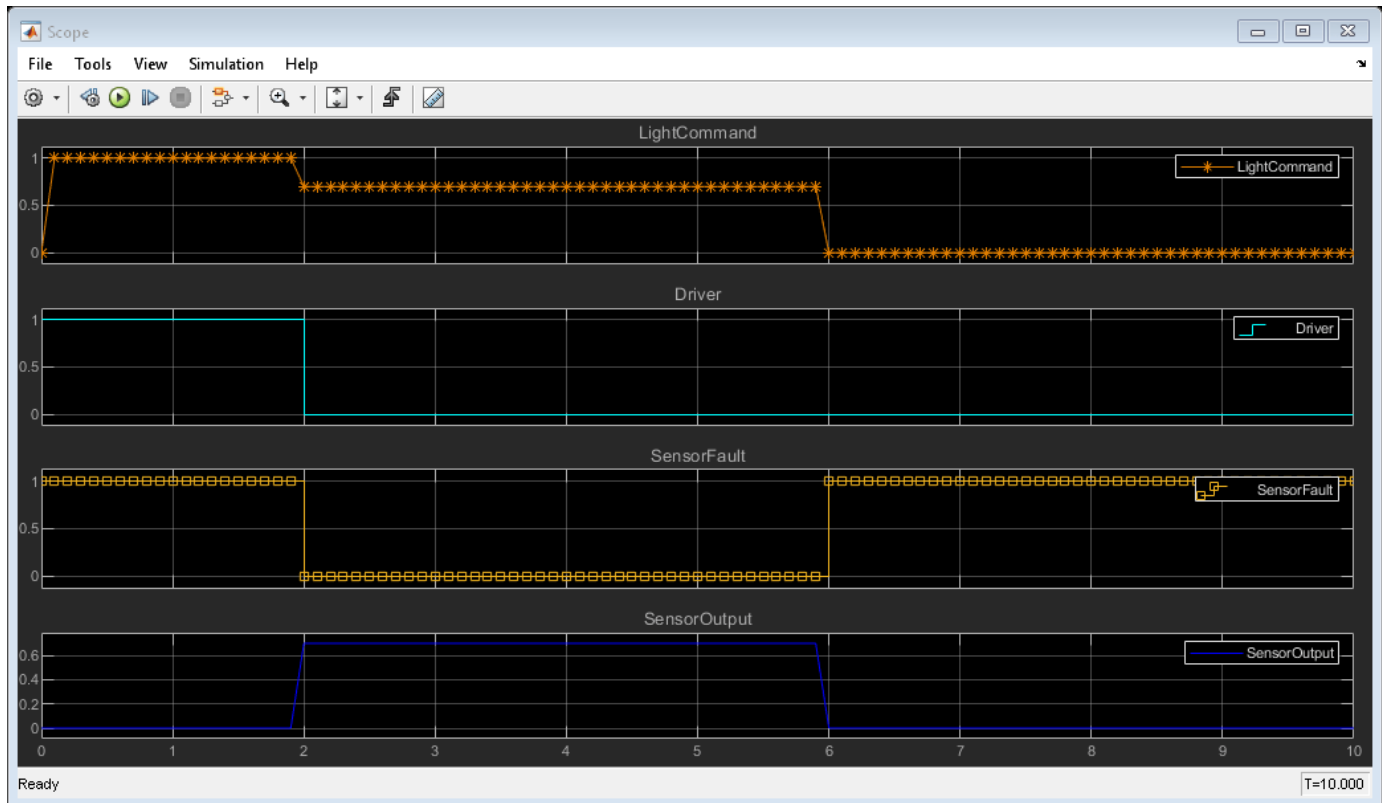 Scope
File Tools View Simulation Help
LightCommand
1
0.5
0
LightCommand
Driver
1
0.5
0
Driver
SensorFault
1
0.5
0
SensorFault
SensorOutput
0.6
0.4
0.2
0
SensorOutput
0 1 2 3 4 5 6 7 8 9 10
Ready T=10.000